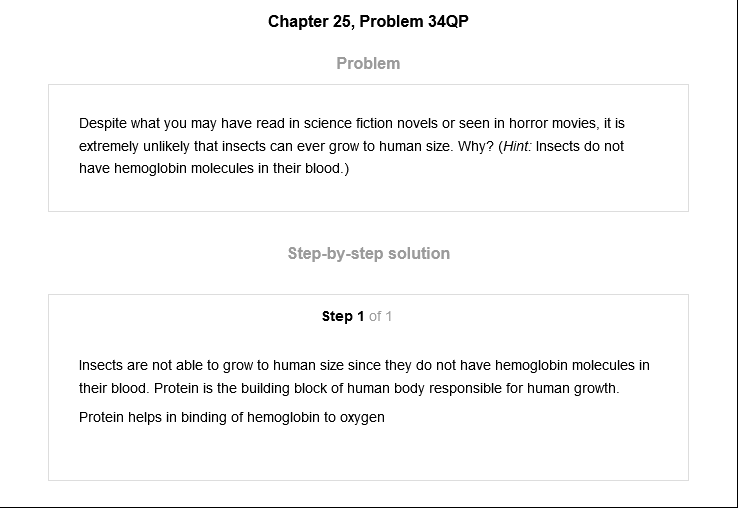 Chapter 25, Problem 34QP
Problem
Despite what you may have read in science fiction novels or seen in horror movies, it is
extremely unlikely that insects can ever grow to human size. Why? (Hint: Insects do not
have hemoglobin molecules in their blood.)
Step-by-step solution
Step 1 of 1
Insects are not able to grow to human size since they do not have hemoglobin molecules in
their blood. Protein is the building block of human body responsible for human growth.
Protein helps in binding of hemoglobin to oxygen